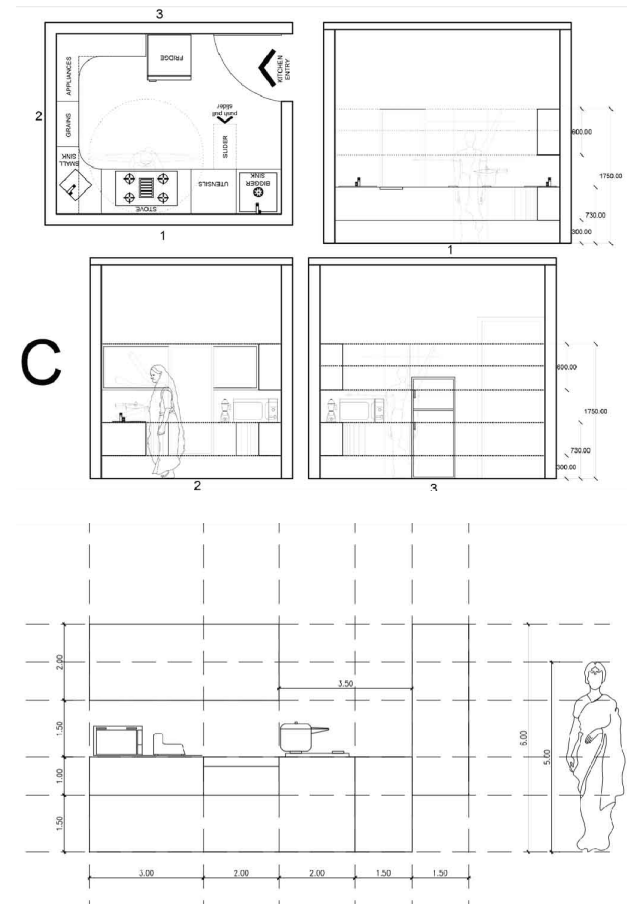 3
APPLIANCES
FRIDGE
KITCHEN
ENTRY
2
GRAINS
push pull
slider
SLIDER
SMALL
SINK
STOVE
UTENSILS
BIGGER
SINK
1
600.00
1750.00
730.00
300.00
1
C
2
600.00
1750.00
730.00
300.00
3
2.00
3.50
1.50
1.00
1.50
6.00
5.00
3.00
2.00
2.00
1.50
1.50